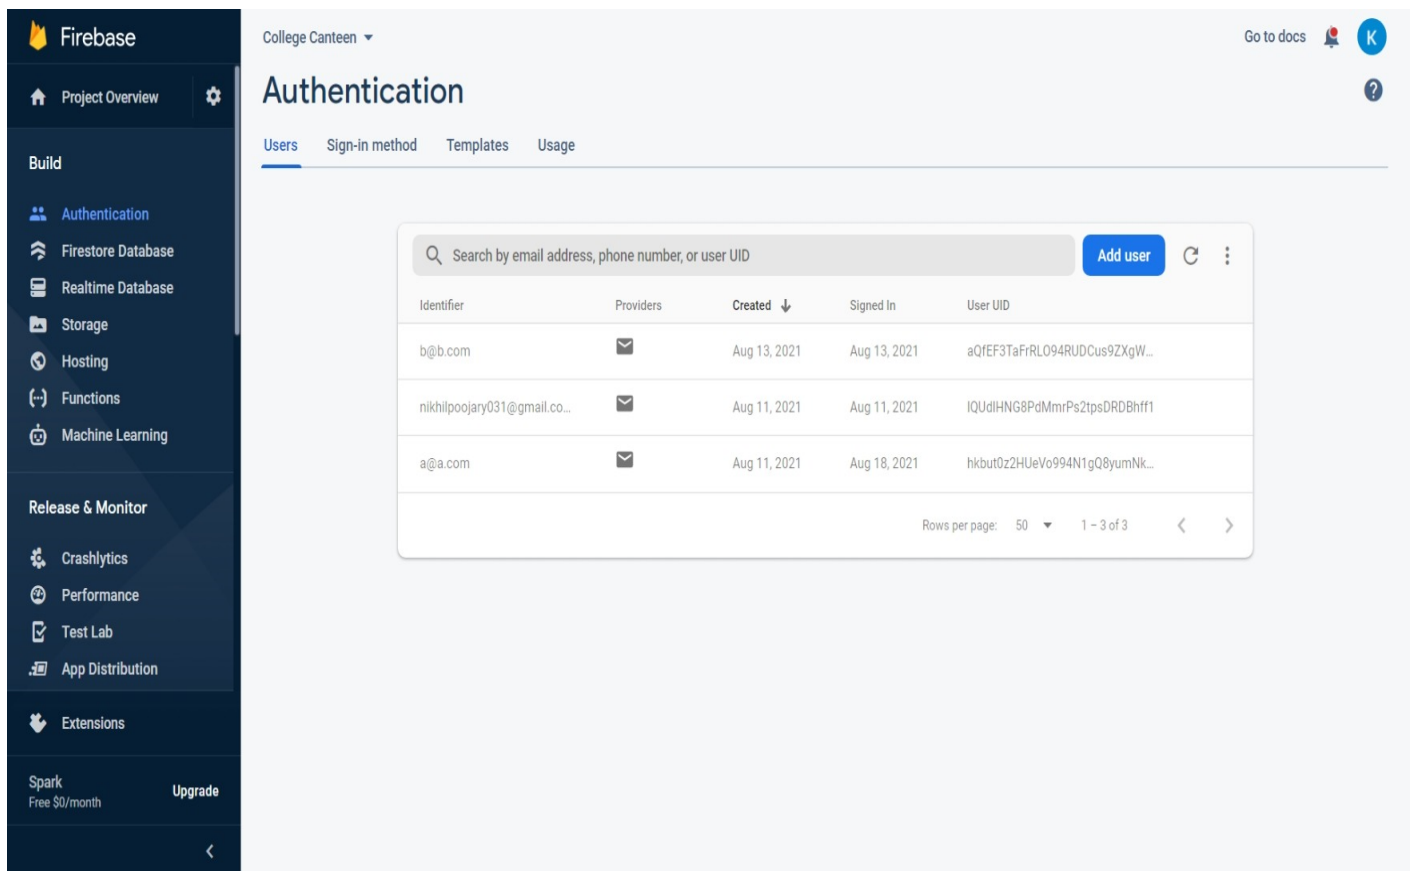 Firebase
Project Overview
Build
Authentication
Firestore Database
Realtime Database
Storage
Hosting
Functions
Machine Learning
Release & Monitor
Crashlytics
Performance
Test Lab
App Distribution
Extensions
Spark
Free $0/month
Upgrade
College Canteen
Go to docs
K
Authentication
?
Users Sign-in method Templates Usage
Search by email address, phone number, or user UID
Add user
Identifier Providers Created Signed In User UID
b@b.com Aug 13, 2021 Aug 13, 2021 aQfEF3TaFrRLO94RUDCus9ZXgW...
nikhilpoojary031@gmail.co... Aug 11, 2021 Aug 11, 2021 IQUdIHNG8PdMmrPs2tpsDRDBhff1
a@a.com Aug 11, 2021 Aug 18, 2021 hkbut0z2HUeVo994N1gQ8yumNk...
Rows per page: 50 1 – 3 of 3